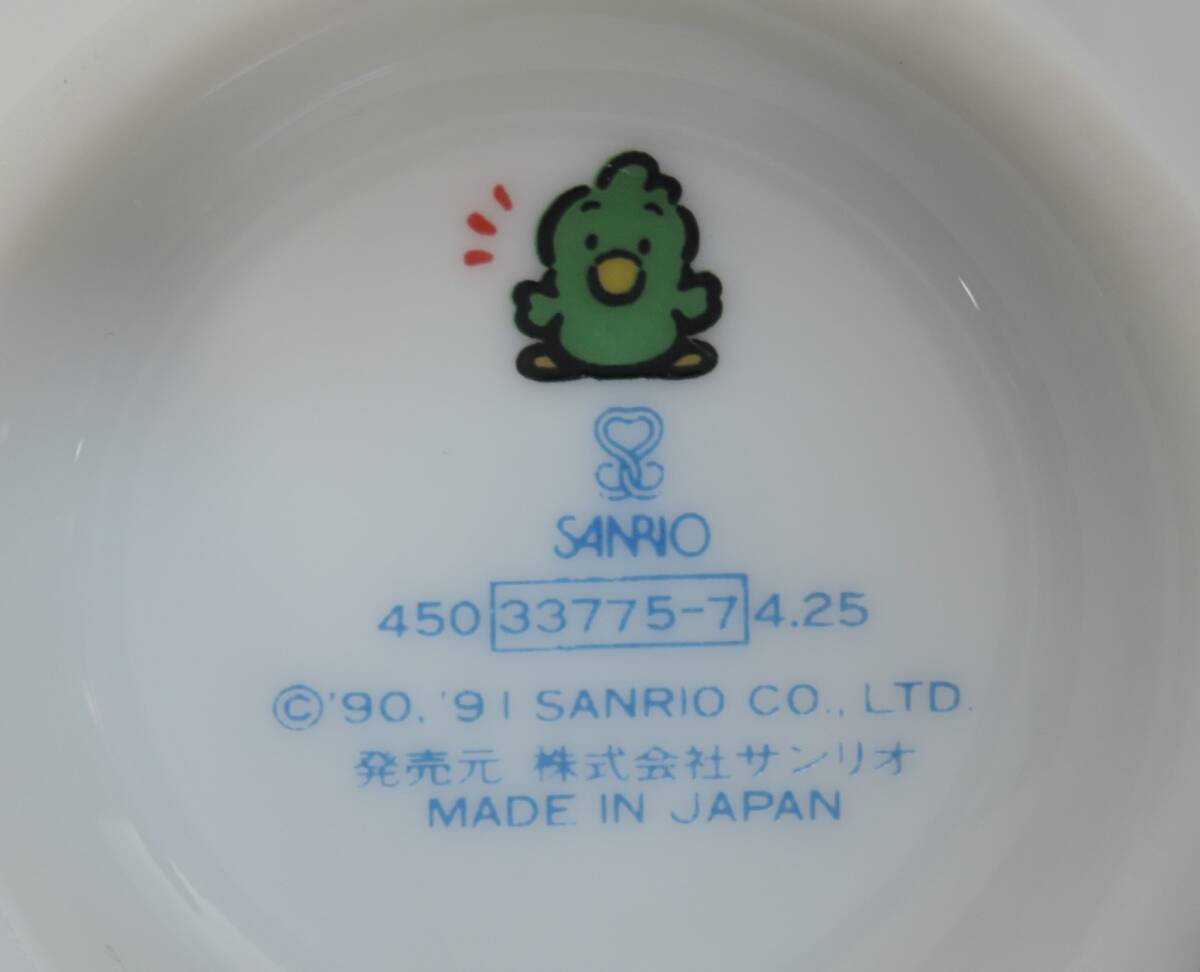 SANRIO
450 33775-7 4.25
©'90, '91 SANRIO CO., LTD.
発売元 株式会社サンリオ
MADE IN JAPAN